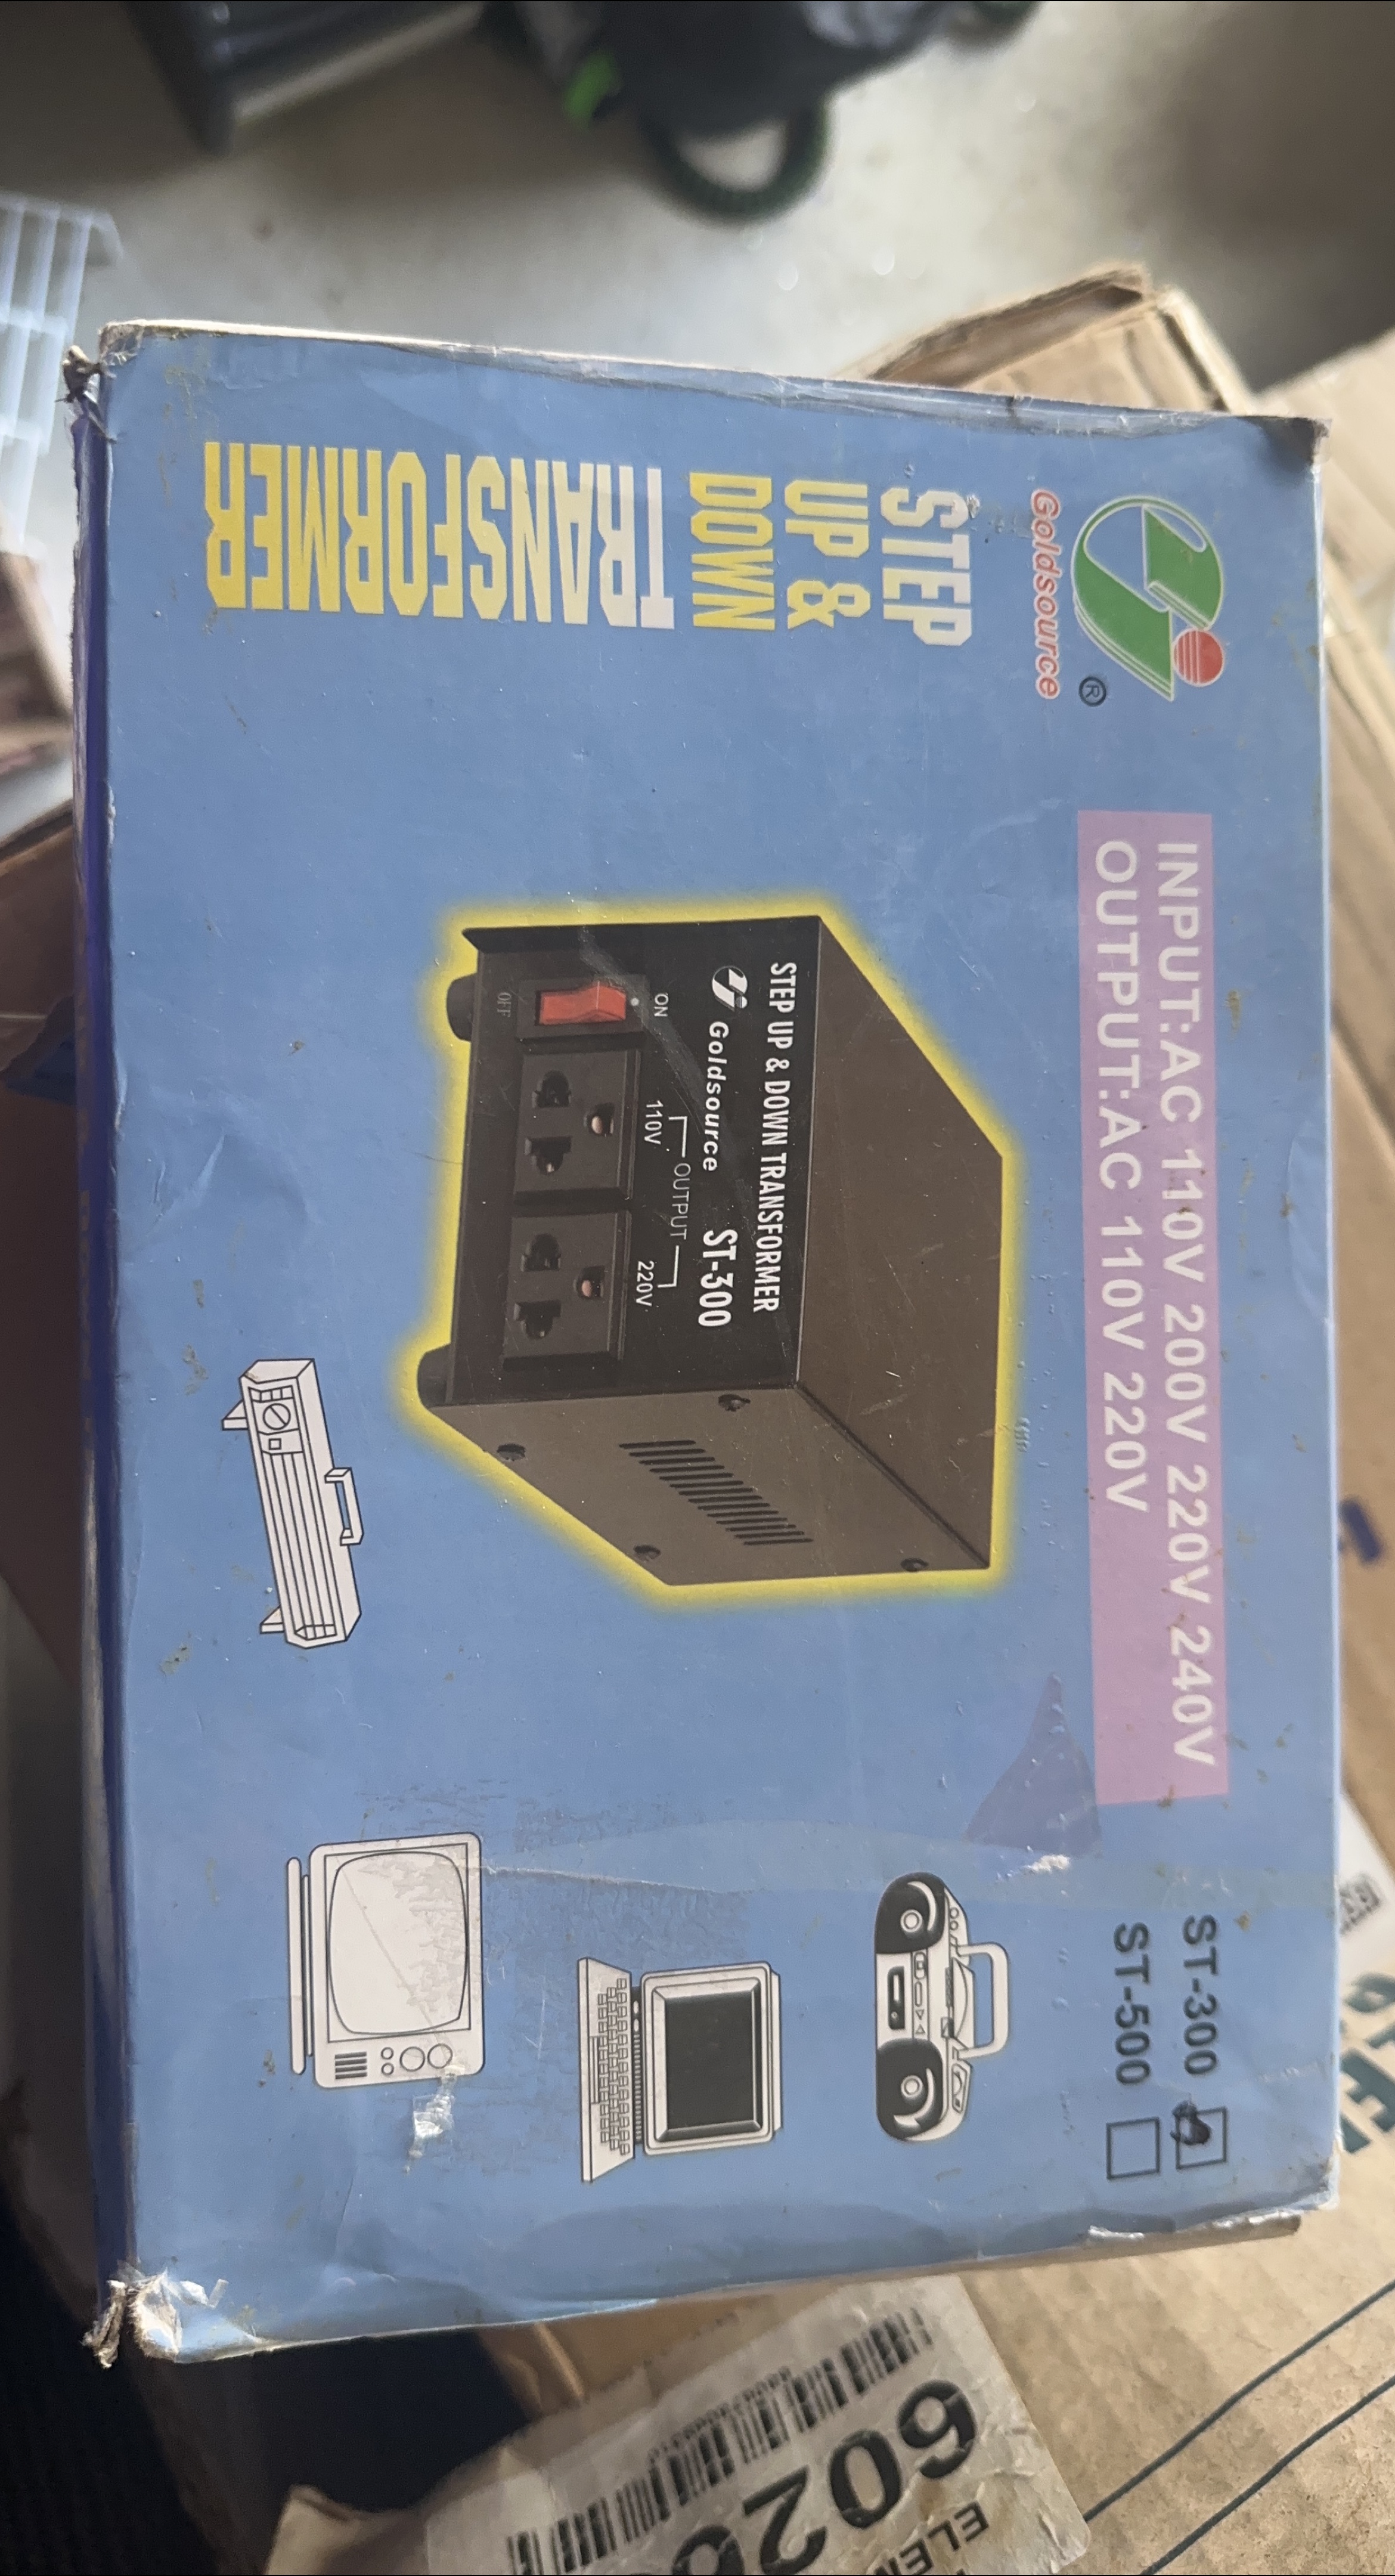 Goldsource
®
STEP
UP &
DOWN
TRANSFORMER
INPUT:AC 110V 200V 220V 240V
OUTPUT:AC 110V 220V
ST-300
ST-500
STEP UP & DOWN TRANSFORMER
Goldsource ST-300
OUTPUT
110V 220V
ON
OFF
602